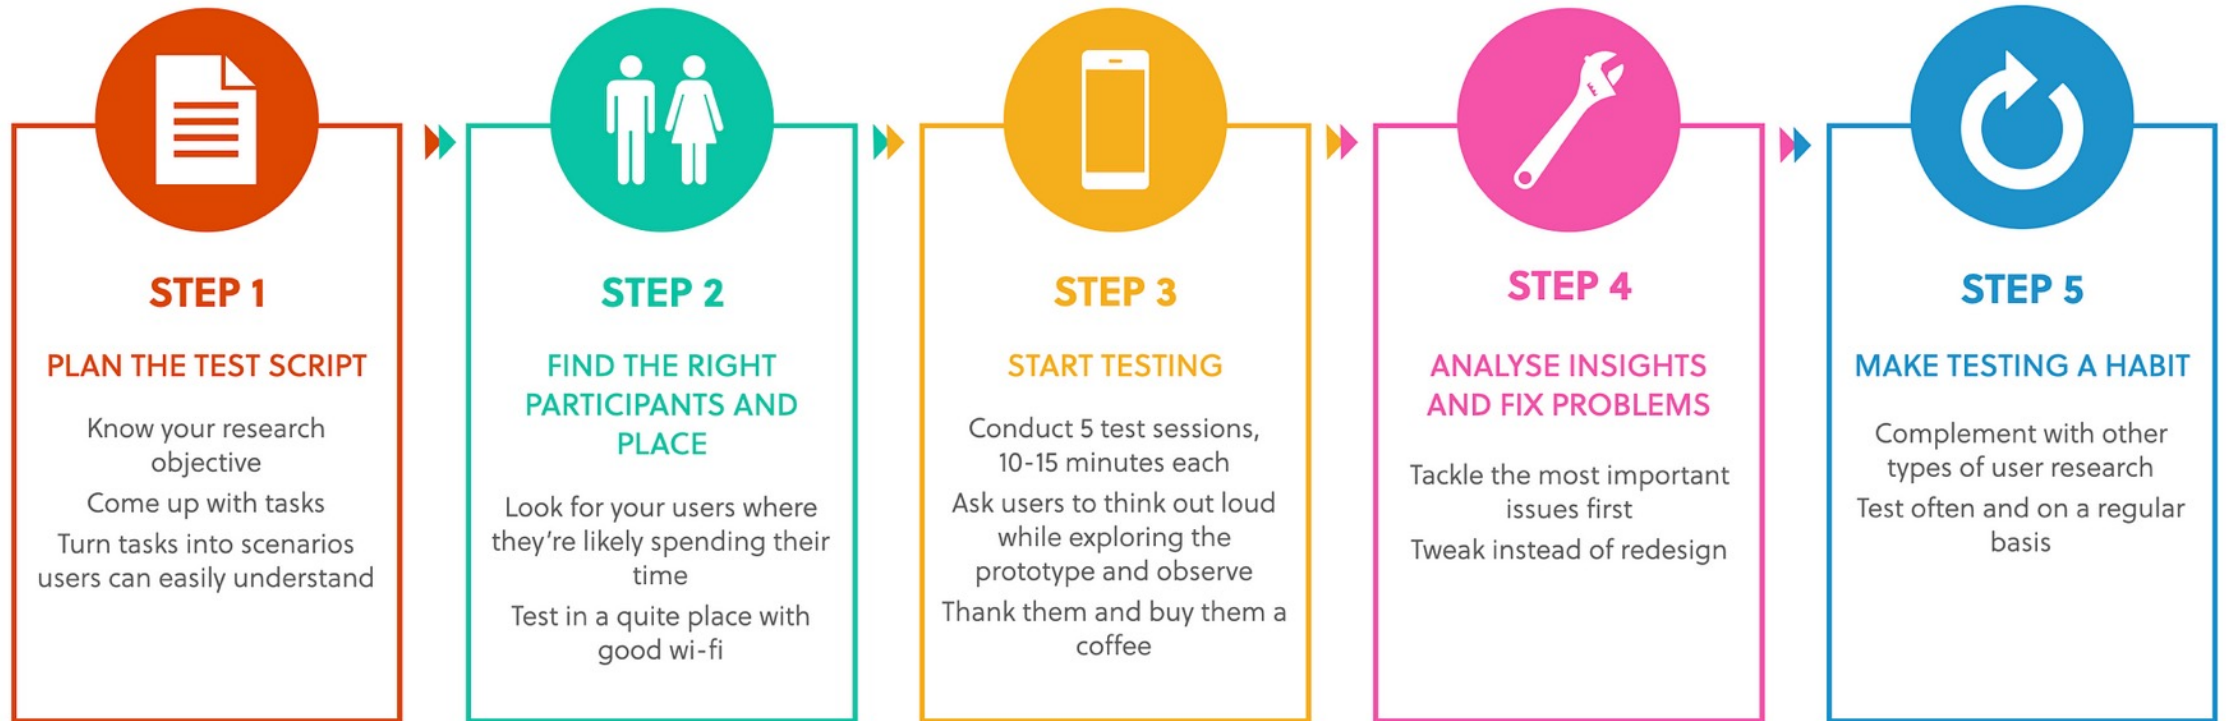 STEP 1
PLAN THE TEST SCRIPT
Know your research
objective
Come up with tasks
Turn tasks into scenarios
users can easily understand
STEP 2
FIND THE RIGHT
PARTICIPANTS AND
PLACE
Look for your users where
they're likely spending their
time
Test in a quite place with
good wi-fi
STEP 3
START TESTING
Conduct 5 test sessions,
10-15 minutes each
Ask users to think out loud
while exploring the
prototype and observe
Thank them and buy them a
coffee
STEP 4
ANALYSE INSIGHTS
AND FIX PROBLEMS
Tackle the most important
issues first
Tweak instead of redesign
STEP 5
MAKE TESTING A HABIT
Complement with other
types of user research
Test often and on a regular
basis